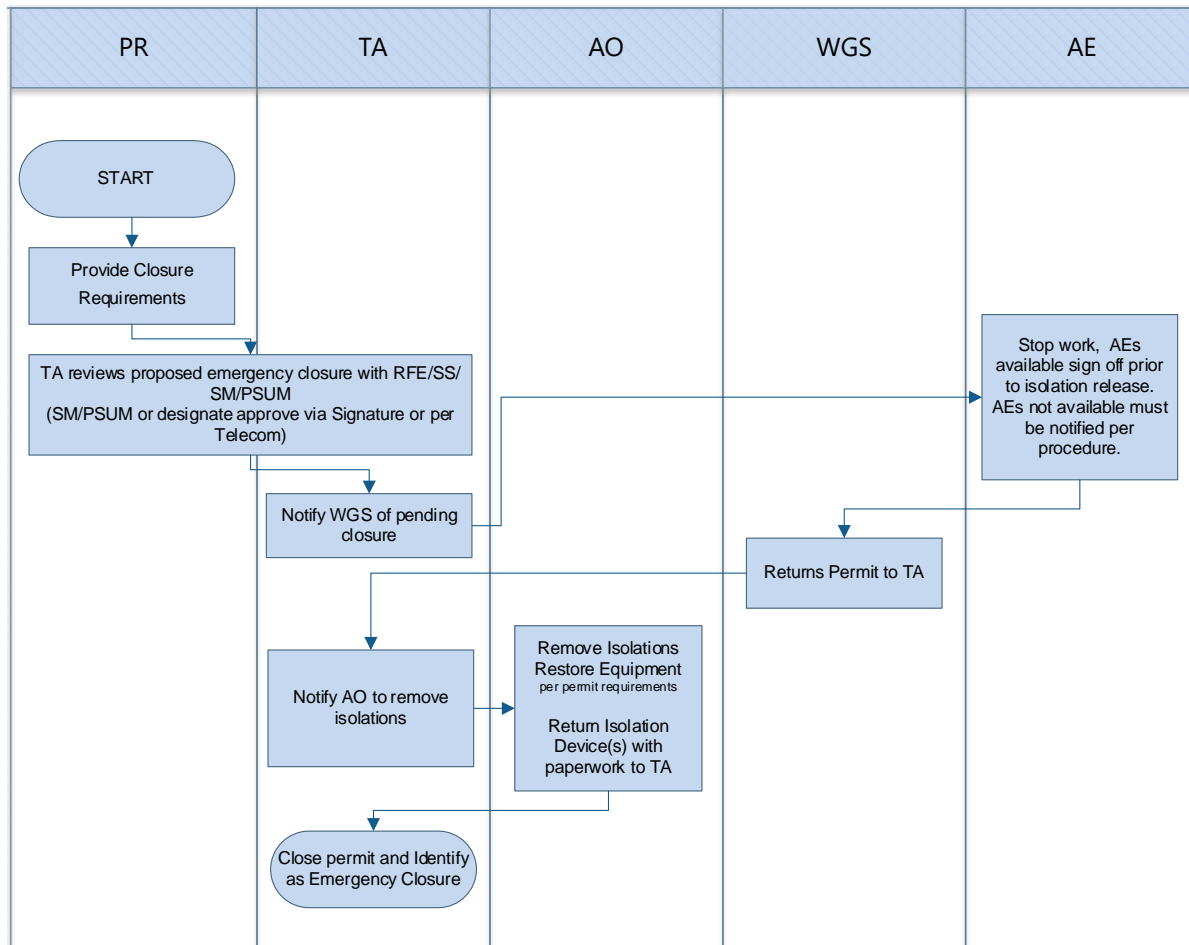 PR
TA
AO
WGS
AE
START
Provide Closure
Requirements
TA reviews proposed emergency closure with RFE/SS/
SM/PSUM
(SM/PSUM or designate approve via Signature or per
Telecom)
Stop work, AEs
available sign off prior
to isolation release.
AEs not available must
be notified per
procedure.
Notify WGS of pending
closure
Returns Permit to TA
Notify AO to remove
isolations
Remove Isolations
Restore Equipment
per permit requirements
Return Isolation
Device(s) with
paperwork to TA
Close permit and Identify
as Emergency Closure